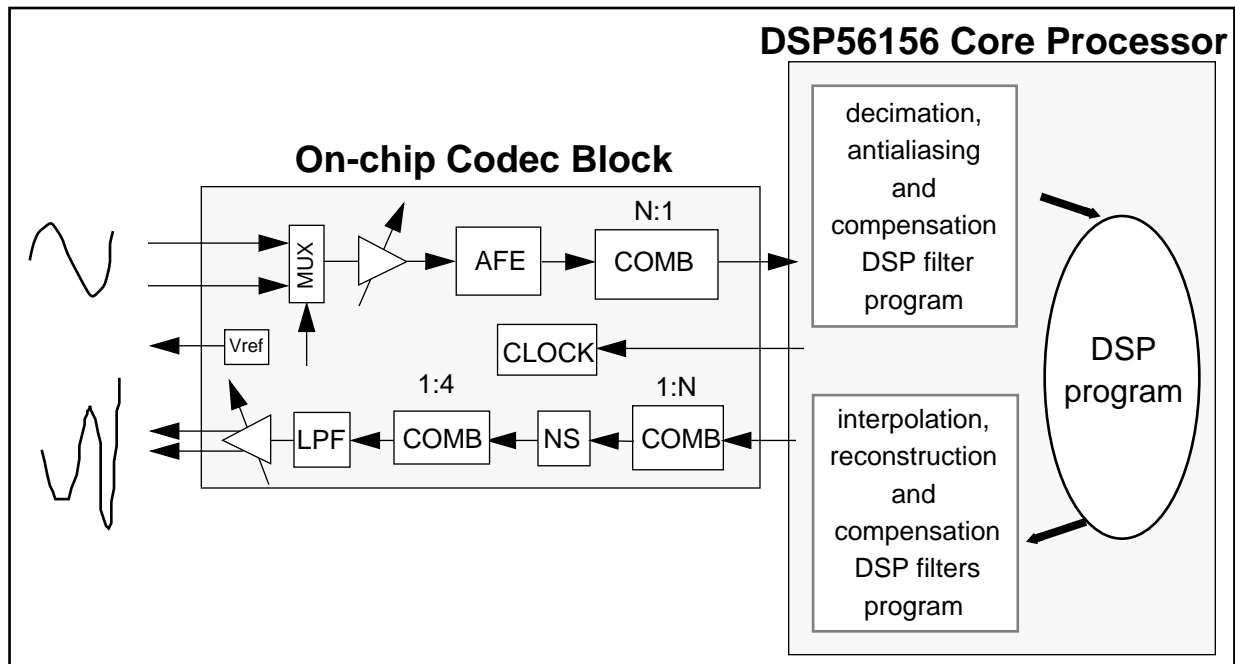 DSP56156 Core Processor
On-chip Codec Block
N:1
MUX
AFE
COMB
Vref
CLOCK
1:4
1:N
LPF
COMB
NS
COMB
decimation,
antialiasing
and
compensation
DSP filter
program
DSP
program
interpolation,
reconstruction
and
compensation
DSP filters
program